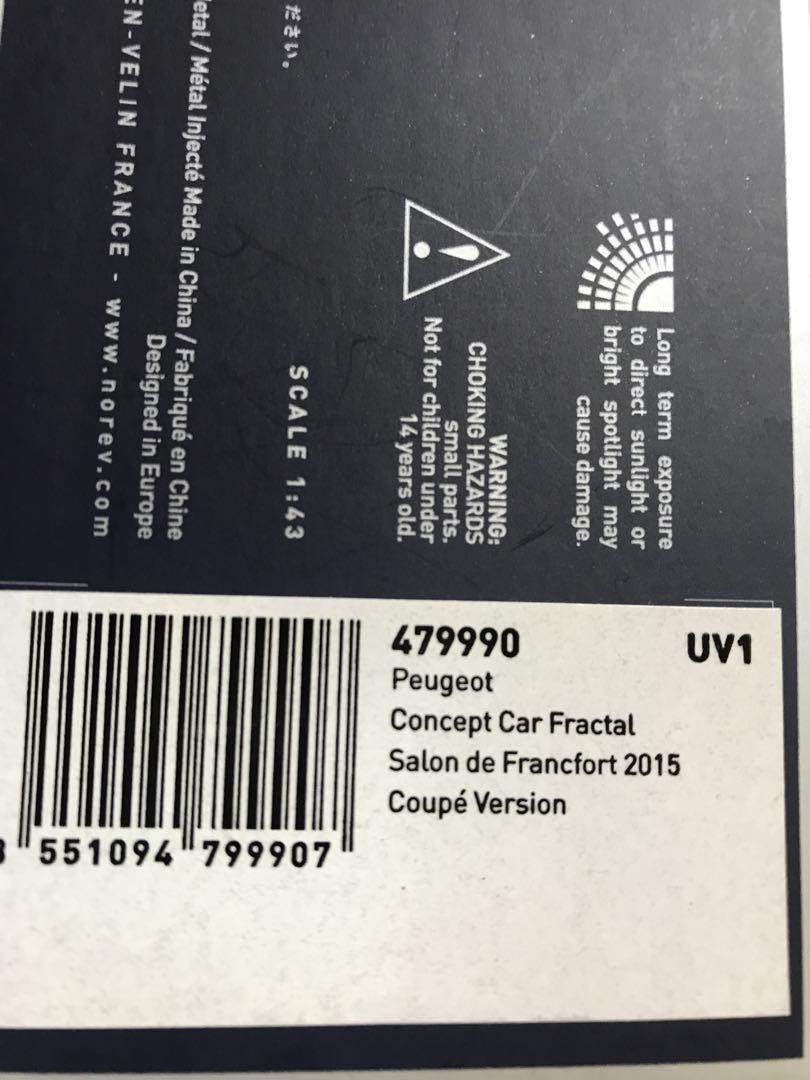 ださい。
etal / Métal Injecté Made in China / Fabriqué en Chine
Designed in Europe
EN-VELIN FRANCE - www.norev.com
SCALE 1:43
WARNING:
CHOKING HAZARDS
small parts.
Not for children under
14 years old.
Long term exposure
to direct sunlight or
bright spotlight may
cause damage.
479990 UV1
Peugeot
Concept Car Fractal
Salon de Francfort 2015
Coupé Version
551094 799907